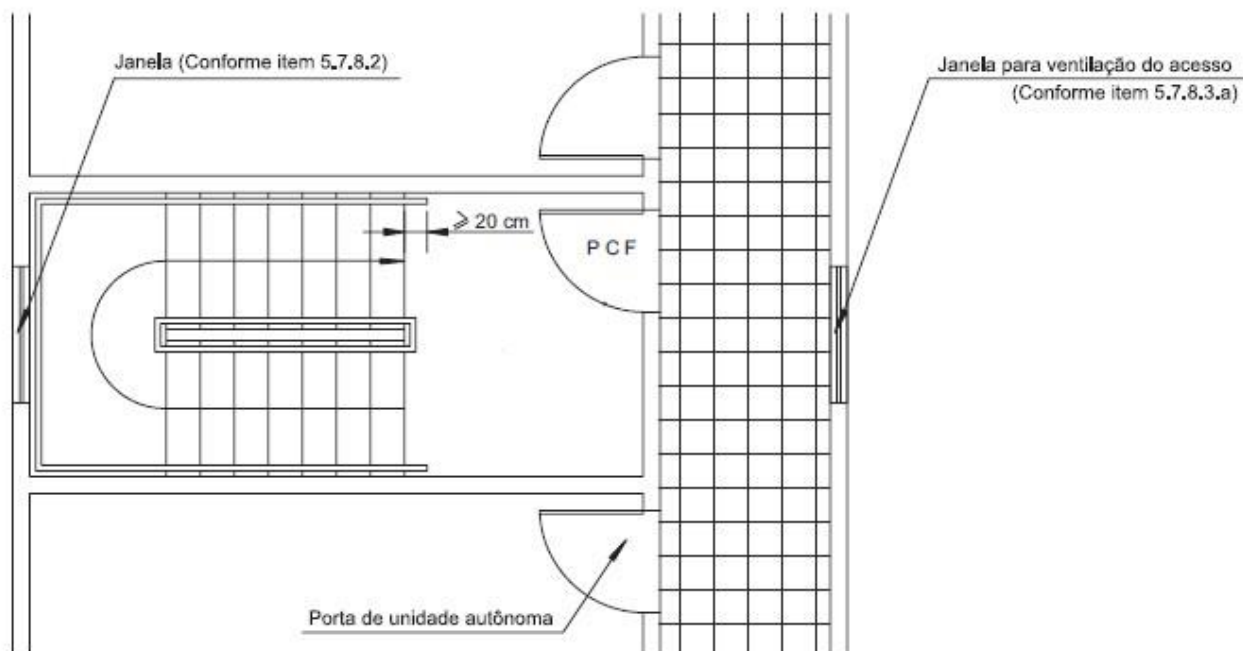 Janela (Conforme item 5.7.8.2)
Janela para ventilação do acesso
(Conforme item 5.7.8.3.a)
⩾ 20 cm
P C F
Porta de unidade autônoma